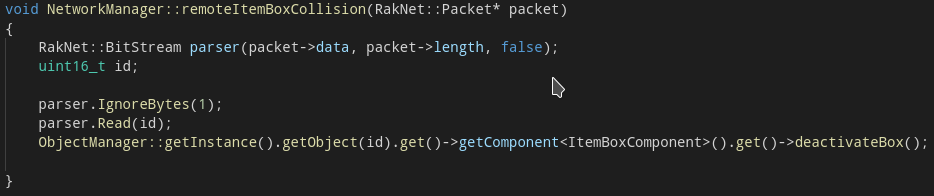 void NetworkManager::remoteItemBoxCollision(RakNet::Packet* packet)
{
    RakNet::BitStream parser(packet->data, packet->length, false);
    uint16_t id;

    parser.IgnoreBytes(1);
    parser.Read(id);
    ObjectManager::getInstance().getObject(id).get()->getComponent<ItemBoxComponent>().get()->deactivateBox();

}